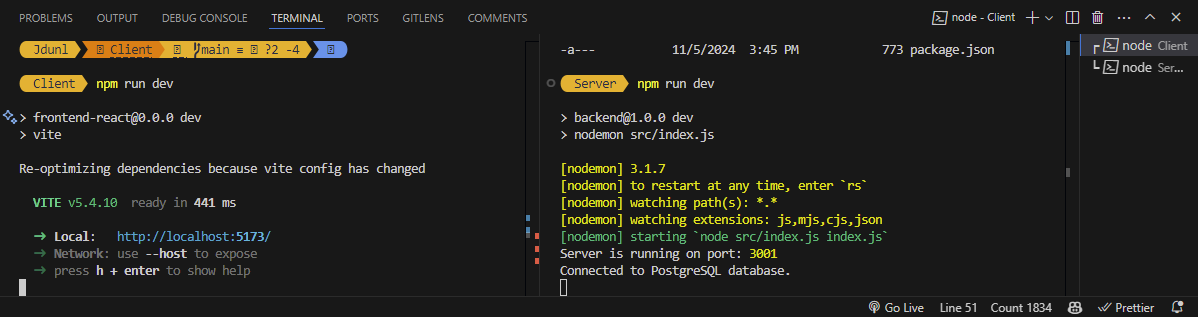 PROBLEMS OUTPUT DEBUG CONSOLE TERMINAL PORTS GITLENS COMMENTS
node - Client
Jdunl Client main ≡ ?2 -4
Client npm run dev
> frontend-react@0.0.0 dev
> vite
Re-optimizing dependencies because vite config has changed
VITE v5.4.10 ready in 441 ms
➜ Local: http://localhost:5173/
➜ Network: use --host to expose
➜ press h + enter to show help
-a--- 11/5/2024 3:45 PM 773 package.json
Server npm run dev
> backend@1.0.0 dev
> nodemon src/index.js
[nodemon] 3.1.7
[nodemon] to restart at any time, enter `rs`
[nodemon] watching path(s): *.*
[nodemon] watching extensions: js,mjs,cjs,json
[nodemon] starting `node src/index.js index.js`
Server is running on port: 3001
Connected to PostgreSQL database.
node Client
node Ser...
Go Live Line 51 Count 1834 Prettier